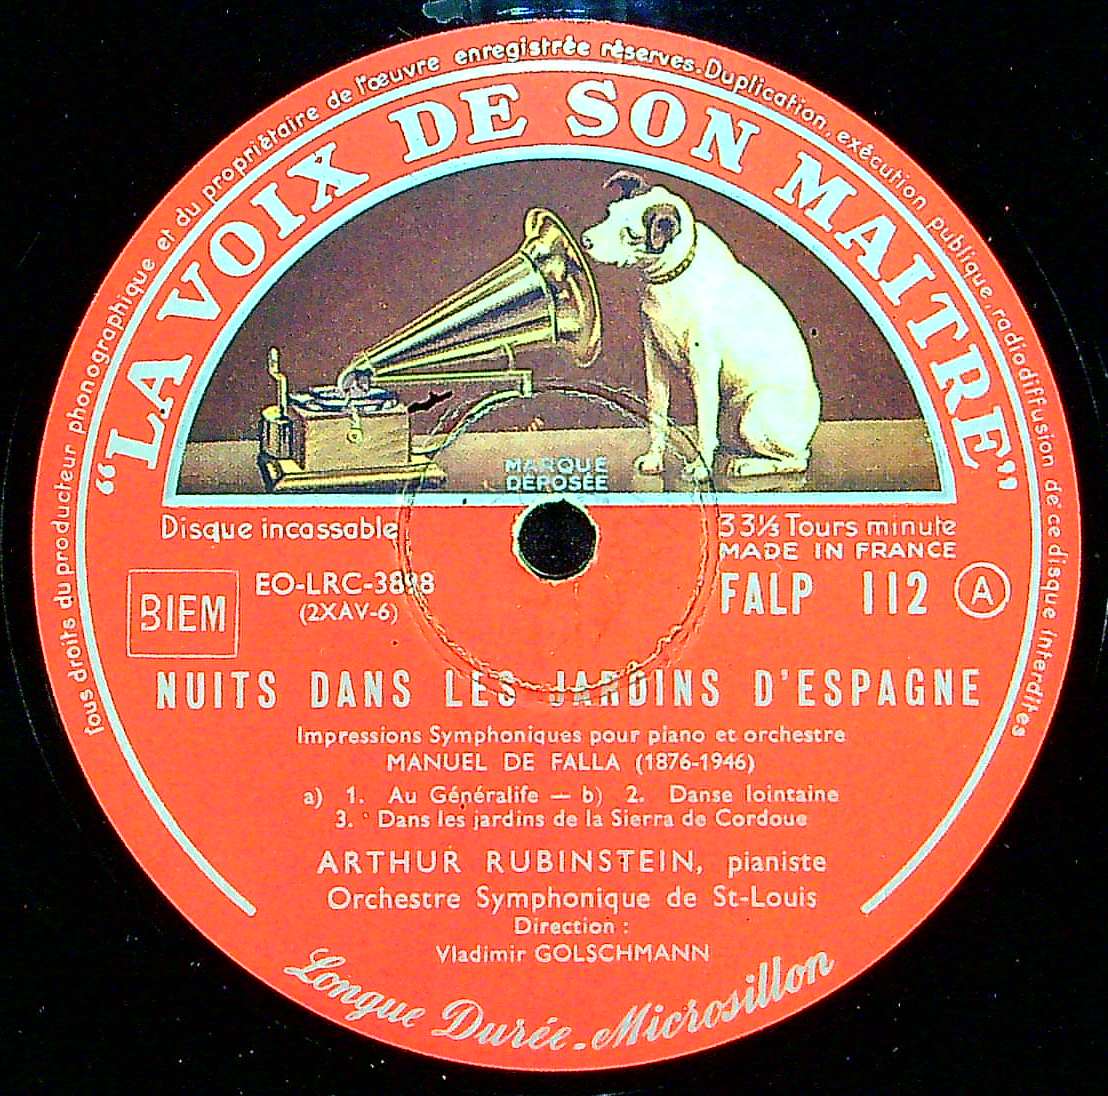 Tous droits du producteur phonographique et du propriétaire de l'œuvre enregistrée réservés. Duplication, exécution publique, radiodiffusion de ce disque interdites
"LA VOIX DE SON MAITRE"
MARQUE
DÉPOSÉE
Disque incassable
33⅓ Tours minute
MADE IN FRANCE
BIEM
EO-LRC-3898
(2XAV-6)
FALP 112 A
NUITS DANS LES JARDINS D'ESPAGNE
Impressions Symphoniques pour piano et orchestre
MANUEL DE FALLA (1876-1946)
a) 1. Au Généralife — b) 2. Danse lointaine
3. Dans les jardins de la Sierra de Cordoue
ARTHUR RUBINSTEIN, pianiste
Orchestre Symphonique de St-Louis
Direction :
Vladimir GOLSCHMANN
Longue Durée - Microsillon